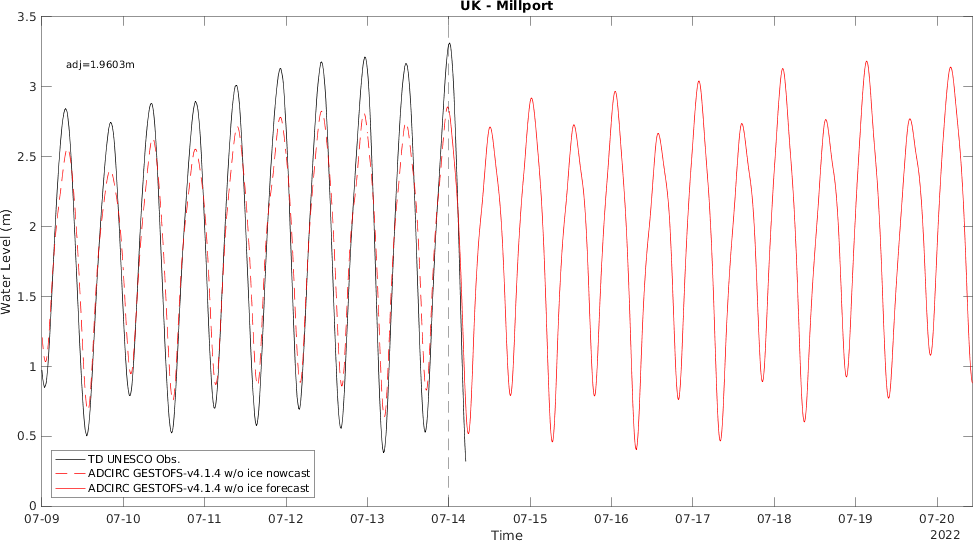 UK - Millport
3.5
adj=1.9603m
3
2.5
2
1.5
1
0.5
0
Water Level (m)
TD UNESCO Obs.
ADCIRC GESTOFS-v4.1.4 w/o ice nowcast
ADCIRC GESTOFS-v4.1.4 w/o ice forecast
07-09 07-10 07-11 07-12 07-13 07-14 07-15 07-16 07-17 07-18 07-19 07-20
Time
2022